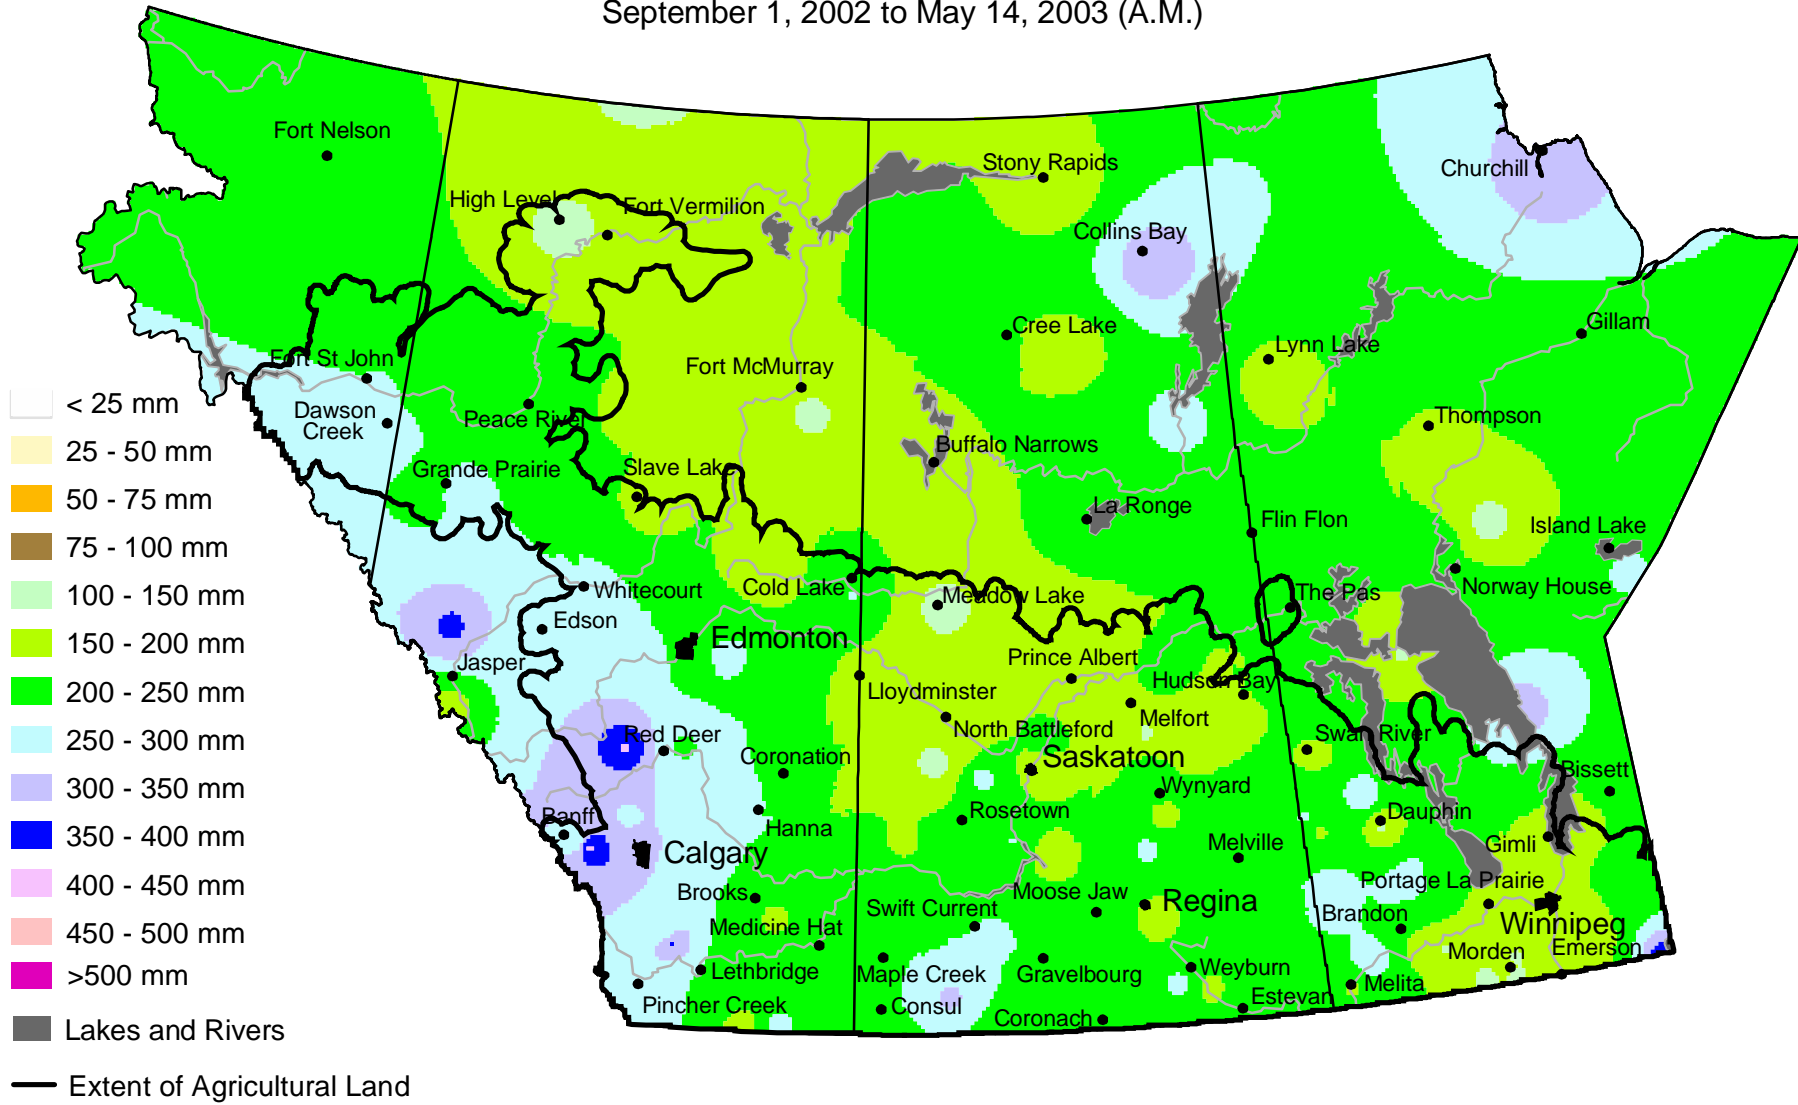 September 1, 2002 to May 14, 2003 (A.M.)
Fort Nelson
High Level
Fort Vermilion
Stony Rapids
Collins Bay
Churchill
Fort St John
Dawson
Creek
Peace River
Grande Prairie
Slave Lake
Fort McMurray
Cree Lake
Lynn Lake
Gillam
Thompson
Buffalo Narrows
La Ronge
Flin Flon
Island Lake
Norway House
The Pas
Whitecourt
Cold Lake
Meadow Lake
Edson
Edmonton
Jasper
Prince Albert
Hudson Bay
Lloydminster
Melfort
North Battleford
Red Deer
Swan River
Coronation
Saskatoon
Bissett
Wynyard
Banff
Hanna
Rosetown
Dauphin
Gimli
Calgary
Melville
Brooks
Moose Jaw
Regina
Portage La Prairie
Swift Current
Brandon
Winnipeg
Medicine Hat
Morden
Emerson
Lethbridge
Maple Creek
Gravelbourg
Weyburn
Melita
Pincher Creek
Consul
Coronach
Estevan
< 25 mm
25 - 50 mm
50 - 75 mm
75 - 100 mm
100 - 150 mm
150 - 200 mm
200 - 250 mm
250 - 300 mm
300 - 350 mm
350 - 400 mm
400 - 450 mm
450 - 500 mm
>500 mm
Lakes and Rivers
Extent of Agricultural Land